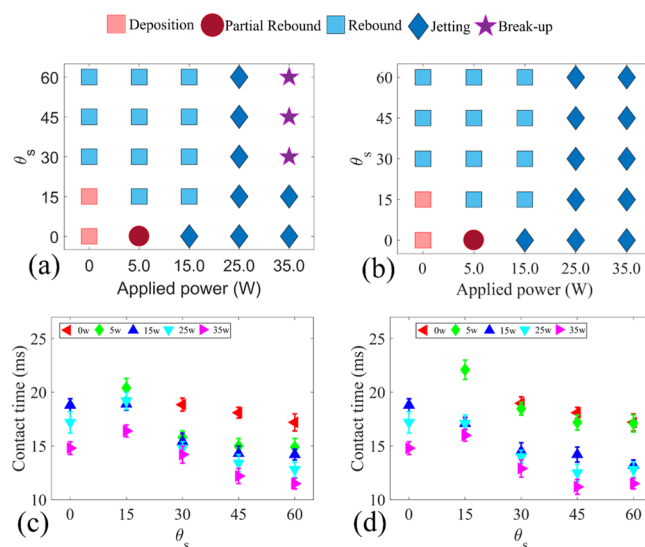 Deposition Partial Rebound Rebound Jetting Break-up
60 60
45 45
θs 30 θs 30
15 15
0 0
(a) 0 5.0 15.0 25.0 35.0 (b) 0 5.0 15.0 25.0 35.0
Applied power (W) Applied power (W)
25 0w 5w 15w 25w 35w 25 0w 5w 15w 25w 35w
Contact time (ms) 20 Contact time (ms) 20
15 15
10 10
(c) 0 15 30 45 60 (d) 0 15 30 45 60
θs θs